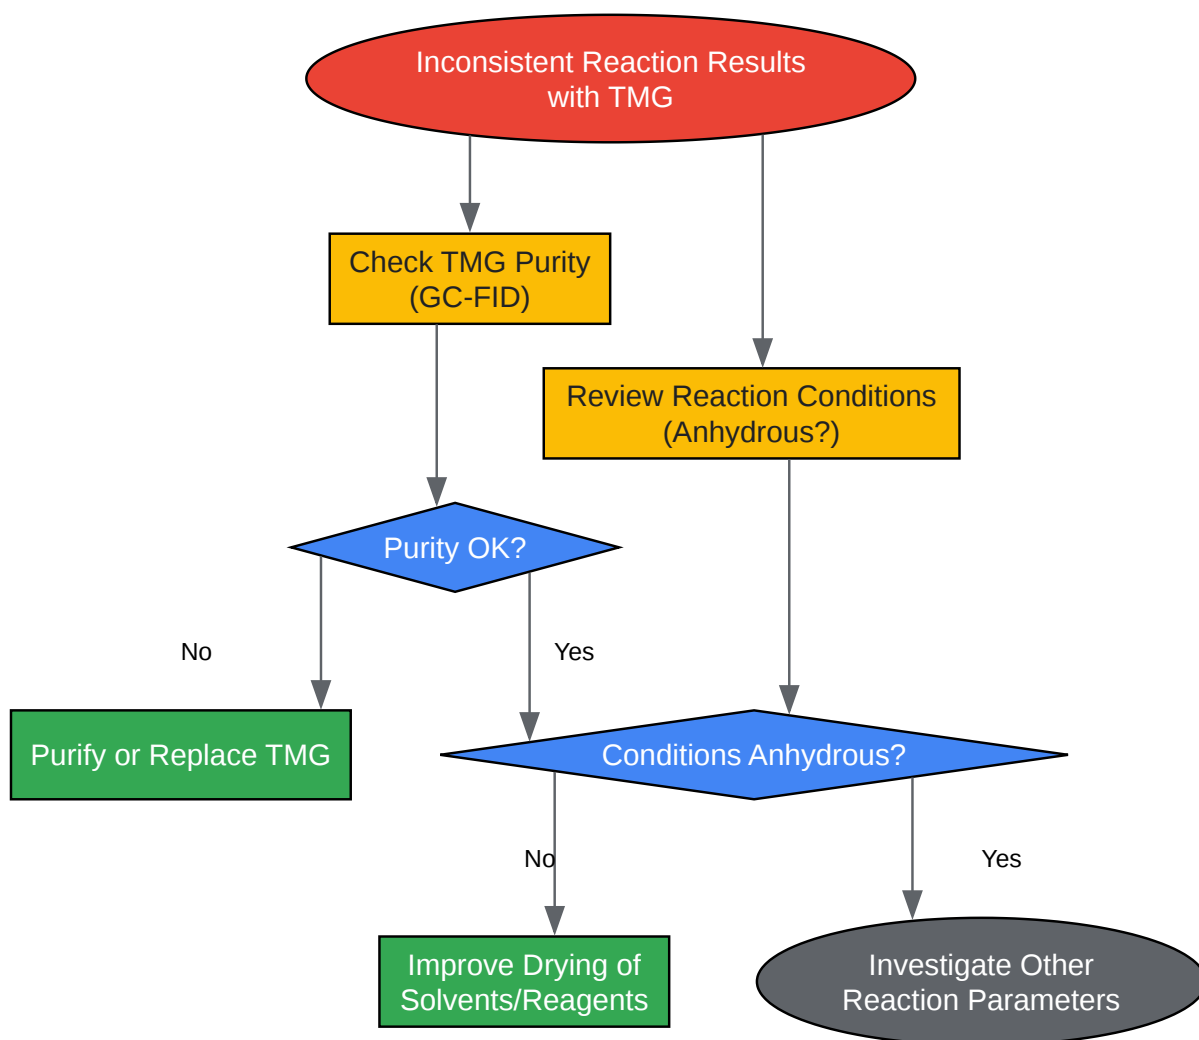 Inconsistent Reaction Results
with TMG
Check TMG Purity
(GC-FID)
Review Reaction Conditions
(Anhydrous?)
Purity OK?
No
Yes
Purify or Replace TMG
Conditions Anhydrous?
No
Yes
Improve Drying of
Solvents/Reagents
Investigate Other
Reaction Parameters